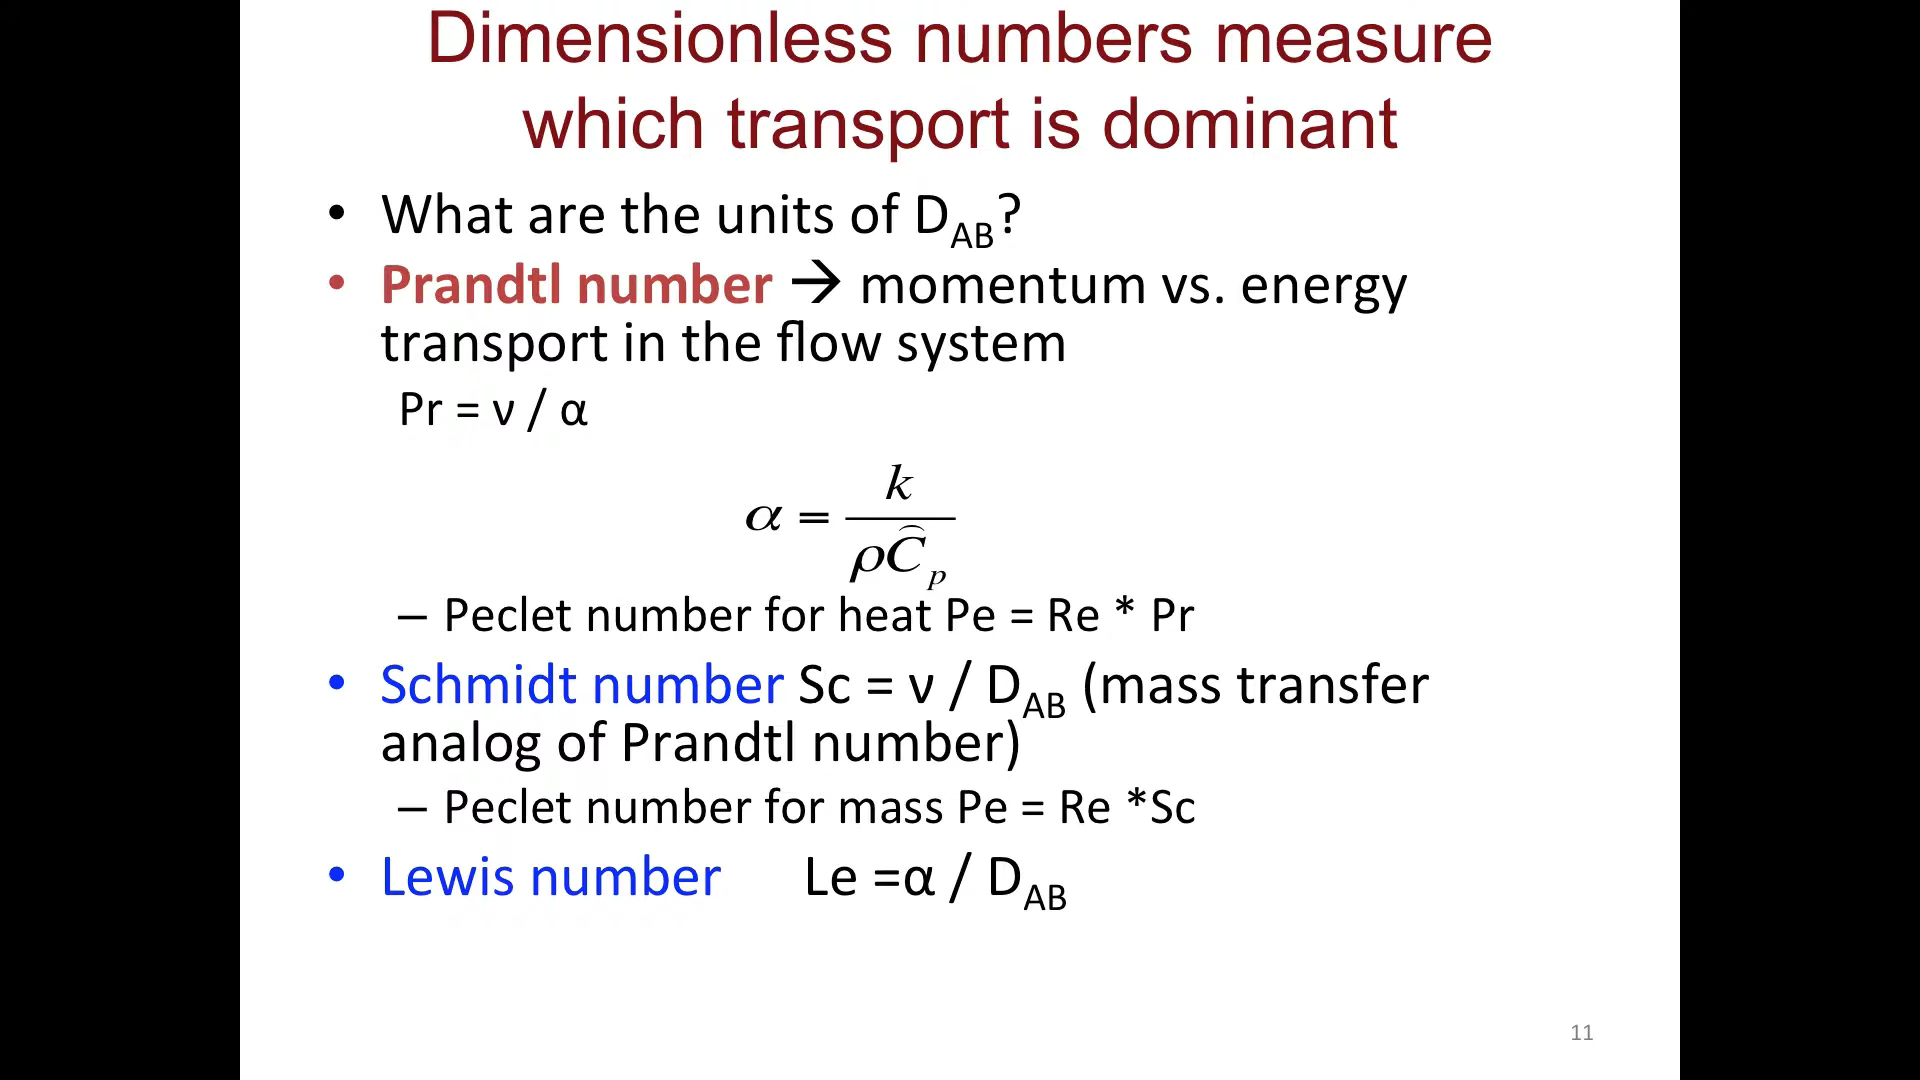 Dimensionless numbers measure
which transport is dominant
• What are the units of D_AB?
• Prandtl number → momentum vs. energy
transport in the flow system
Pr = ν / α
α = k / ρĈ_p
– Peclet number for heat Pe = Re * Pr
• Schmidt number Sc = ν / D_AB (mass transfer
analog of Prandtl number)
– Peclet number for mass Pe = Re *Sc
• Lewis number Le =α / D_AB
11